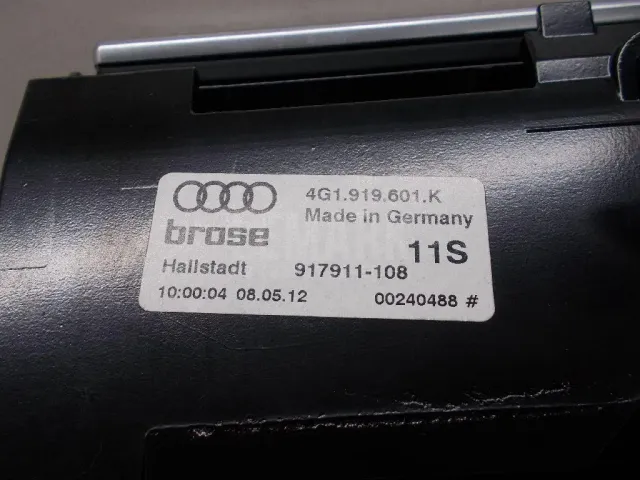 4G1.919.601.K
Made in Germany
brose
11S
Hallstadt 917911-108
10:00:04 08.05.12 00240488 #